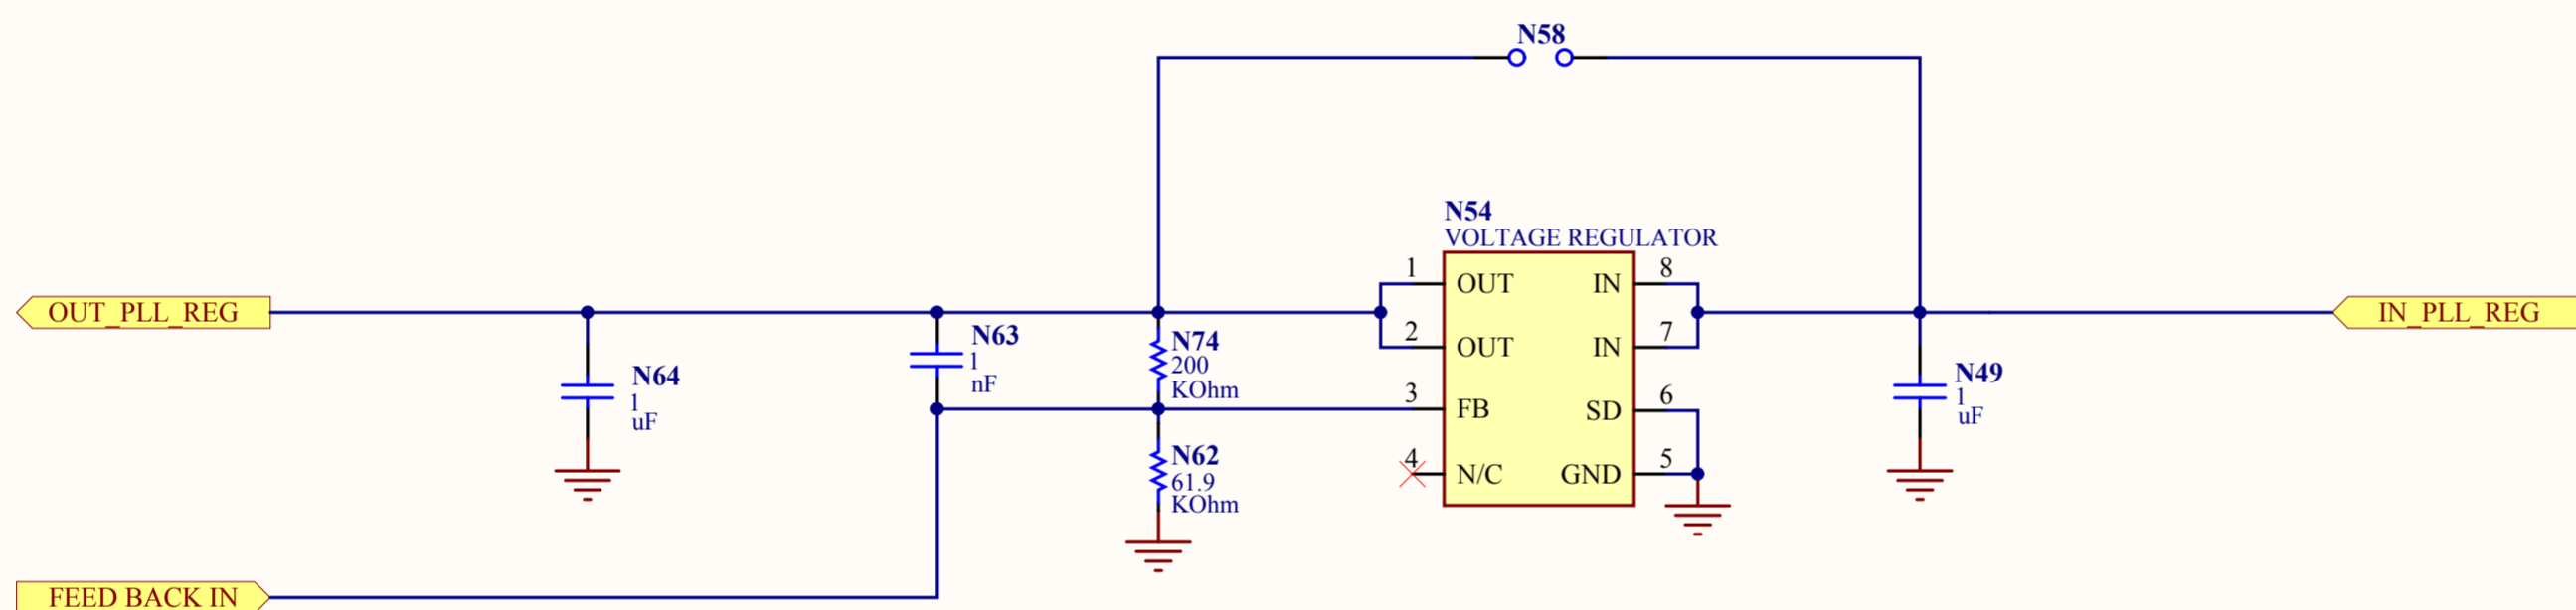 N58
N54
VOLTAGE REGULATOR
1 OUT IN 8
OUT_PLL_REG
IN_PLL_REG
2 OUT IN 7
N63
1
nF
N74
200
KOhm
N64
1
uF
N49
1
uF
3 FB SD 6
N62
61.9
KOhm
4 N/C GND 5
FEED BACK IN